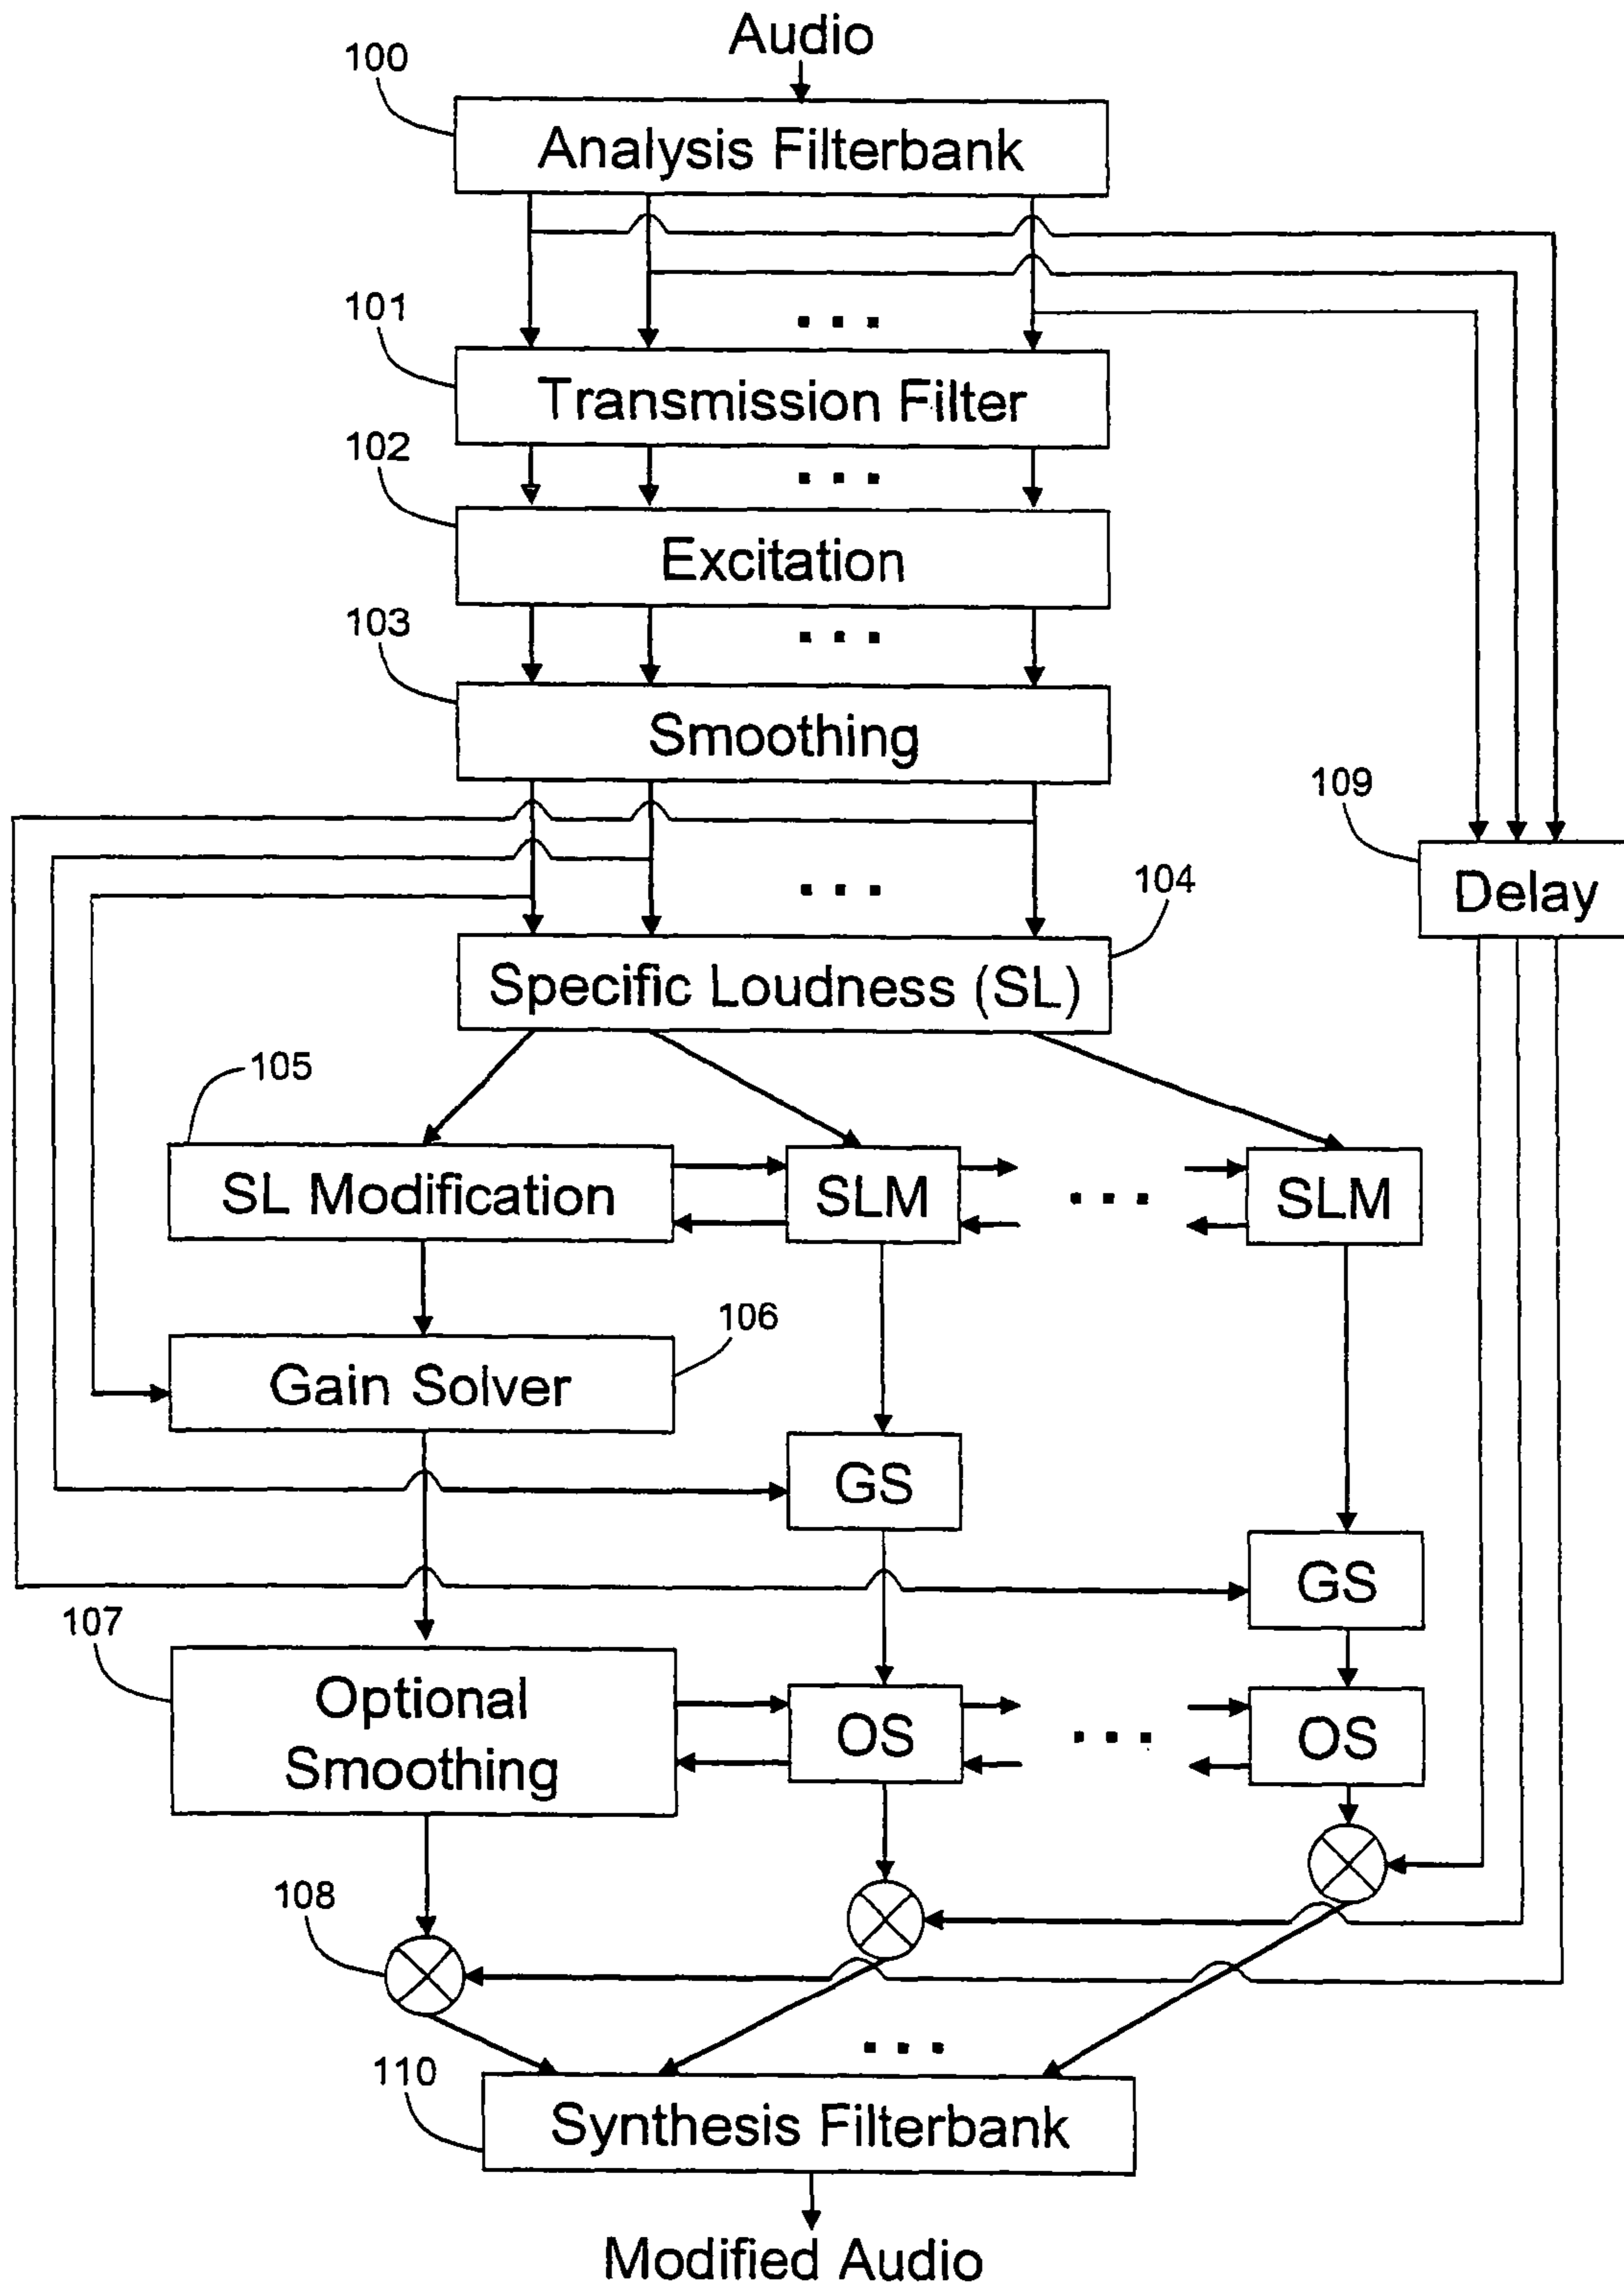 Audio
100
Analysis Filterbank
101
. . .
Transmission Filter
102
. . .
Excitation
103
. . .
Smoothing
109
. . .
104
Delay
Specific Loudness (SL)
105
SL Modification
SLM
. . .
SLM
106
Gain Solver
GS
GS
107
Optional
Smoothing
OS
. . .
OS
108
. . .
110
Synthesis Filterbank
Modified Audio